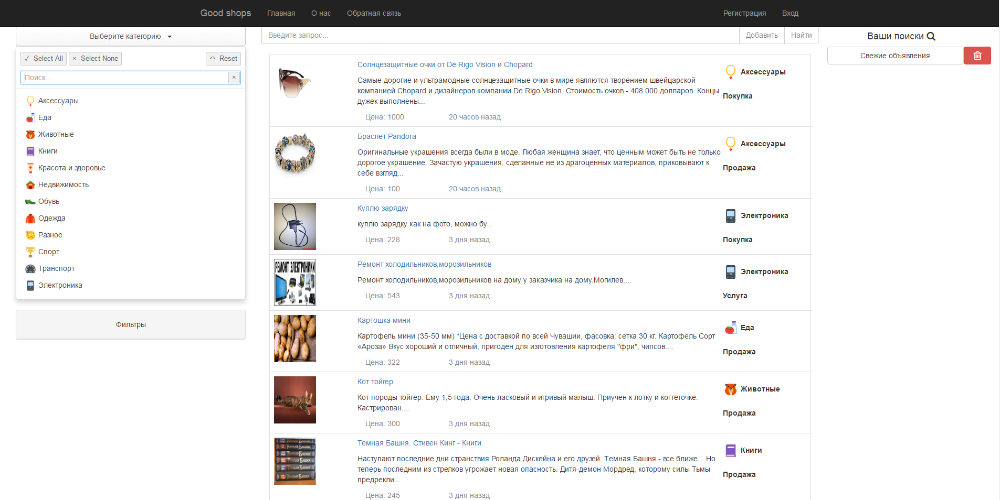 Good shops Главная О нас Обратная связь Регистрация Вход
Выберите категорию
Select All Select None Reset
Поиск...
Аксессуары
Еда
Животные
Книги
Красота и здоровье
Недвижимость
Обувь
Одежда
Разное
Спорт
Транспорт
Электроника
Фильтры
Введите запрос... Добавить Найти
Солнцезащитные очки от De Rigo Vision и Chopard
Самые дорогие и ультрамодные солнцезащитные очки в мире являются творением швейцарской
компанией Chopard и дизайнеров компании De Rigo Vision. Стоимость очков - 408 000 долларов. Концы
дужек выполнены...
Цена: 1000 20 часов назад
Аксессуары
Покупка
Браслет Pandora
Оригинальные украшения всегда были в моде. Любая женщина знает, что ценным может быть не только
дорогое украшение. Зачастую украшения, сделанные не из драгоценных материалов, приковывают к
себе взгляд...
Цена: 100 20 часов назад
Аксессуары
Продажа
Куплю зарядку
куплю зарядку как на фото, можно бу...
Цена: 228 3 дня назад
Электроника
Покупка
РЕМОНТ ЭЛЕКТРОНИКИ
Ремонт холодильников,морозильников
Ремонт холодильников,морозильников на дому у заказчика на дому.Могилев,...
Цена: 543 3 дня назад
Электроника
Услуга
Картошка мини
Картофель мини (35-50 мм) *Цена с доставкой по всей Чувашии, фасовка: сетка 30 кг. Картофель Сорт
«Ароза» Вкус хороший и отличный, пригоден для изготовления картофеля "фри", чипсов....
Цена: 322 3 дня назад
Еда
Продажа
Кот тойгер
Кот породы тойгер. Ему 1,5 года. Очень ласковый и игривый малыш. Приучен к лотку и когтеточке.
Кастрирован....
Цена: 300 3 дня назад
Животные
Продажа
Темная Башня. Стивен Кинг - Книги
Наступают последние дни странствия Роланда Дискейна и его друзей. Темная Башня - все ближе... Но
теперь последним из стрелков угрожает новая опасность. Дитя-демон Мордред, которому силы Тьмы
предрекли...
Цена: 245 3 дня назад
Книги
Продажа
Ваши поиски
Свежие объявления